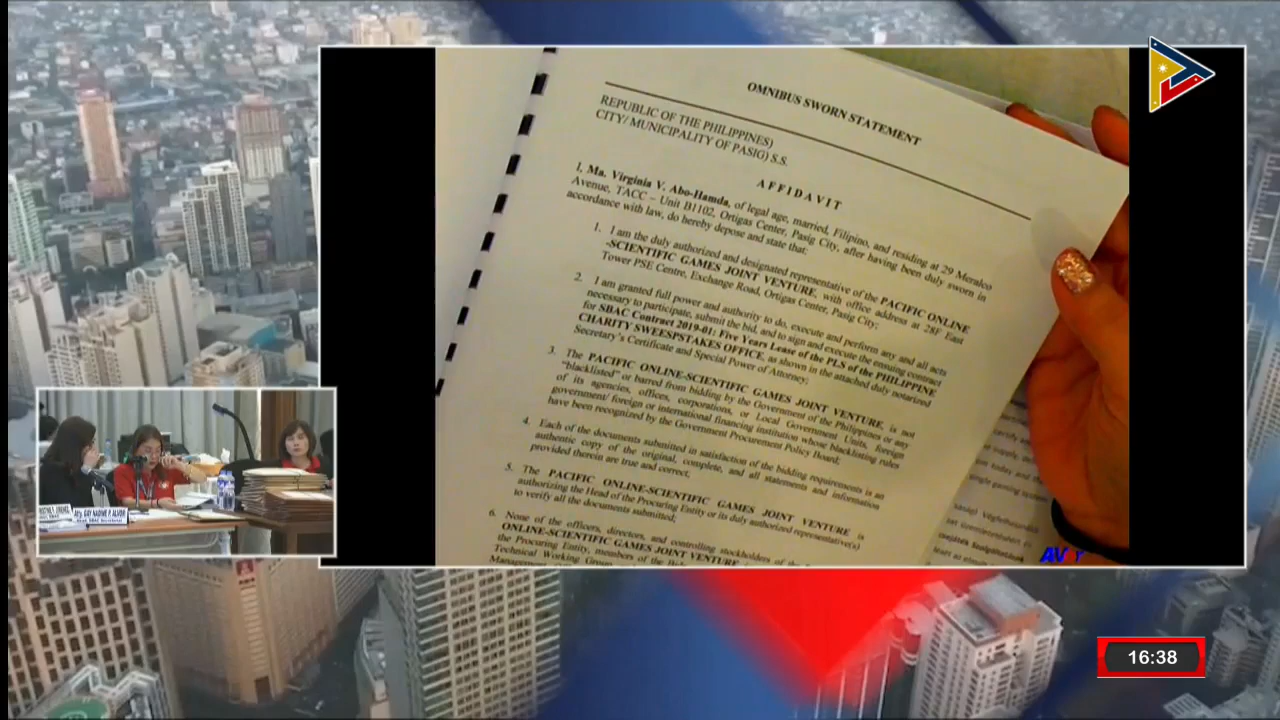 OMNIBUS SWORN STATEMENT
REPUBLIC OF THE PHILIPPINES)
CITY/ MUNICIPALITY OF PASIG) S.S.
AFFIDAVIT
I, Ma. Virginia V. Abo-Hamda, of legal age, married, Filipino, and residing at 29 Meralco
Avenue, TACC – Unit B1102, Ortigas Center, Pasig City, after having been duly sworn in
accordance with law, do hereby depose and state that:
1. I am the duly authorized and designated representative of the PACIFIC ONLINE
-SCIENTIFIC GAMES JOINT VENTURE, with office address at 28F East
Tower PSE Centre, Exchange Road, Ortigas Center, Pasig City;
2. I am granted full power and authority to do, execute and perform any and all acts
necessary to participate, submit the bid, and to sign and execute the ensuing contract
for SBAC Contract 2019-01: Five Years Lease of the PLS of the PHILIPPINE
CHARITY SWEEPSTAKES OFFICE, as shown in the attached duly notarized
Secretary's Certificate and Special Power of Attorney;
3. The PACIFIC ONLINE-SCIENTIFIC GAMES JOINT VENTURE, is not
"blacklisted" or barred from bidding by the Government of the Philippines or any
of its agencies, offices, corporations, or Local Government Units, foreign
government/ foreign or international financing institution whose blacklisting rules
have been recognized by the Government Procurement Policy Board;
4. Each of the documents submitted in satisfaction of the bidding requirements is an
authentic copy of the original, complete, and all statements and information
provided therein are true and correct;
5. The PACIFIC ONLINE-SCIENTIFIC GAMES JOINT VENTURE is
authorizing the Head of the Procuring Entity or its duly authorized representative(s)
to verify all the documents submitted;
6. None of the officers, directors, and controlling stockholders of the
ONLINE-SCIENTIFIC GAMES JOINT VENTURE
the Procuring Entity, members of the
Technical Working Group
Atty. GAY NADINE P. ALVOR
16:38